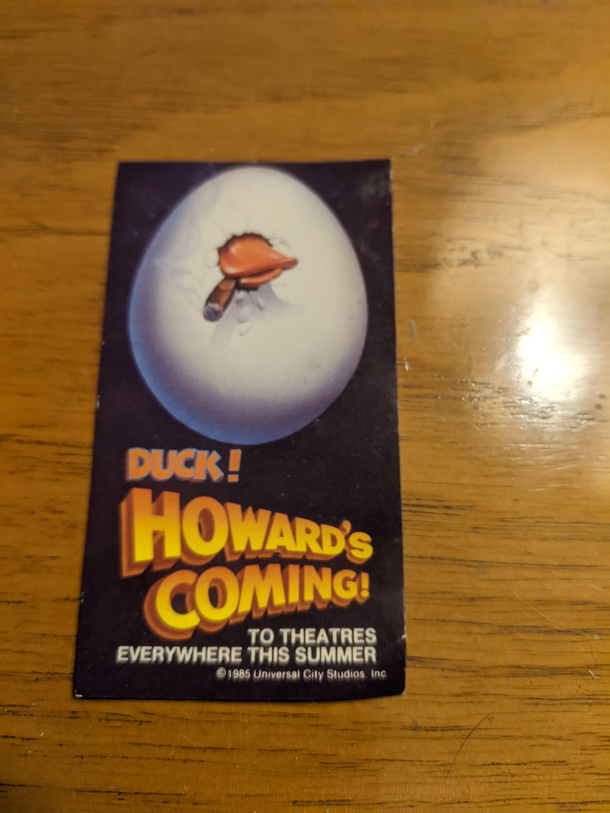 DUCK!
HOWARD'S
COMING!
TO THEATRES
EVERYWHERE THIS SUMMER
©1985 Universal City Studios, Inc.